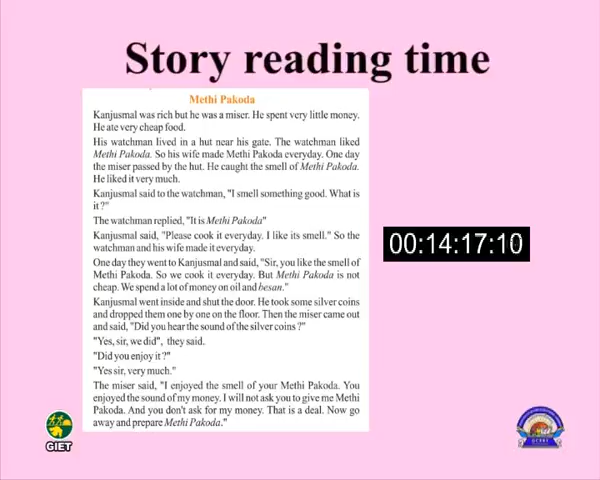 Story reading time
Methi Pakoda
Kanjusmal was rich but he was a miser. He spent very little money.
He ate very cheap food.
His watchman lived in a hut near his gate. The watchman liked
Methi Pakoda. So his wife made Methi Pakoda everyday. One day
the miser passed by the hut. He caught the smell of Methi Pakoda.
He liked it very much.
Kanjusmal said to the watchman, "I smell something good. What is
it?"
The watchman replied, "It is Methi Pakoda"
Kanjusmal said, "Please cook it everyday. I like its smell." So the
watchman and his wife made it everyday.
One day they went to Kanjusmal and said, "Sir, you like the smell of
Methi Pakoda. So we cook it everyday. But Methi Pakoda is not
cheap. We spend a lot of money on oil and besan."
Kanjusmal went inside and shut the door. He took some silver coins
and dropped them one by one on the floor. Then the miser came out
and said, "Did you hear the sound of the silver coins ?"
"Yes, sir, we did", they said.
"Did you enjoy it ?"
"Yes sir, very much."
The miser said, "I enjoyed the smell of your Methi Pakoda. You
enjoyed the sound of my money. I will not ask you to give me Methi
Pakoda. And you don't ask for my money. That is a deal. Now go
away and prepare Methi Pakoda."
00:14:17:10
GIET